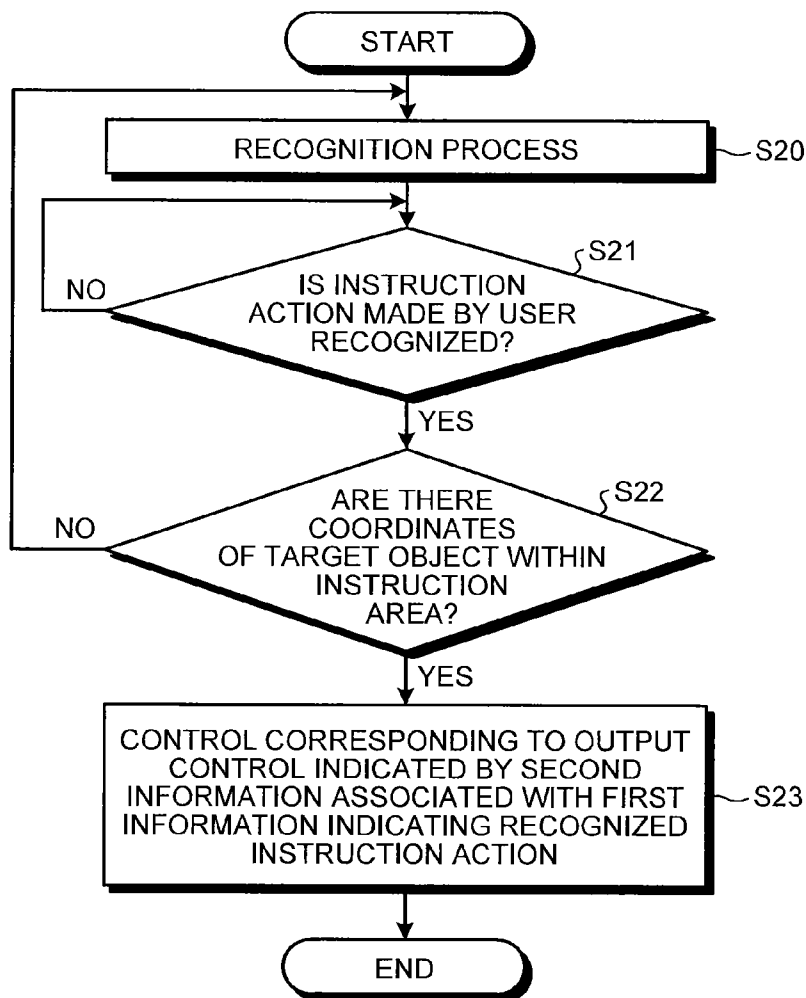 START
RECOGNITION PROCESS
S20
S21
IS INSTRUCTION
ACTION MADE BY USER
RECOGNIZED?
NO
YES
S22
ARE THERE
COORDINATES
OF TARGET OBJECT WITHIN
INSTRUCTION
AREA?
NO
YES
CONTROL CORRESPONDING TO OUTPUT
CONTROL INDICATED BY SECOND
INFORMATION ASSOCIATED WITH FIRST
INFORMATION INDICATING RECOGNIZED
INSTRUCTION ACTION
S23
END